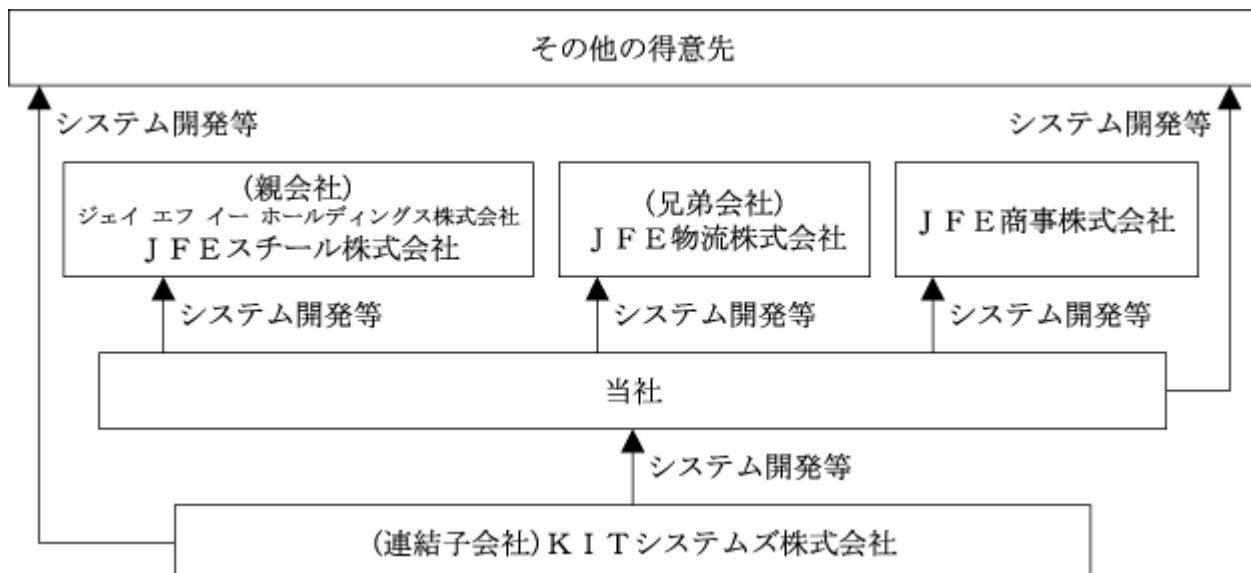 その他の得意先
システム開発等
システム開発等
(親会社)
ジェイ エフ イー ホールディングス株式会社
ＪＦＥスチール株式会社
(兄弟会社)
ＪＦＥ物流株式会社
ＪＦＥ商事株式会社
システム開発等
システム開発等
システム開発等
当社
システム開発等
(連結子会社)ＫＩＴシステムズ株式会社